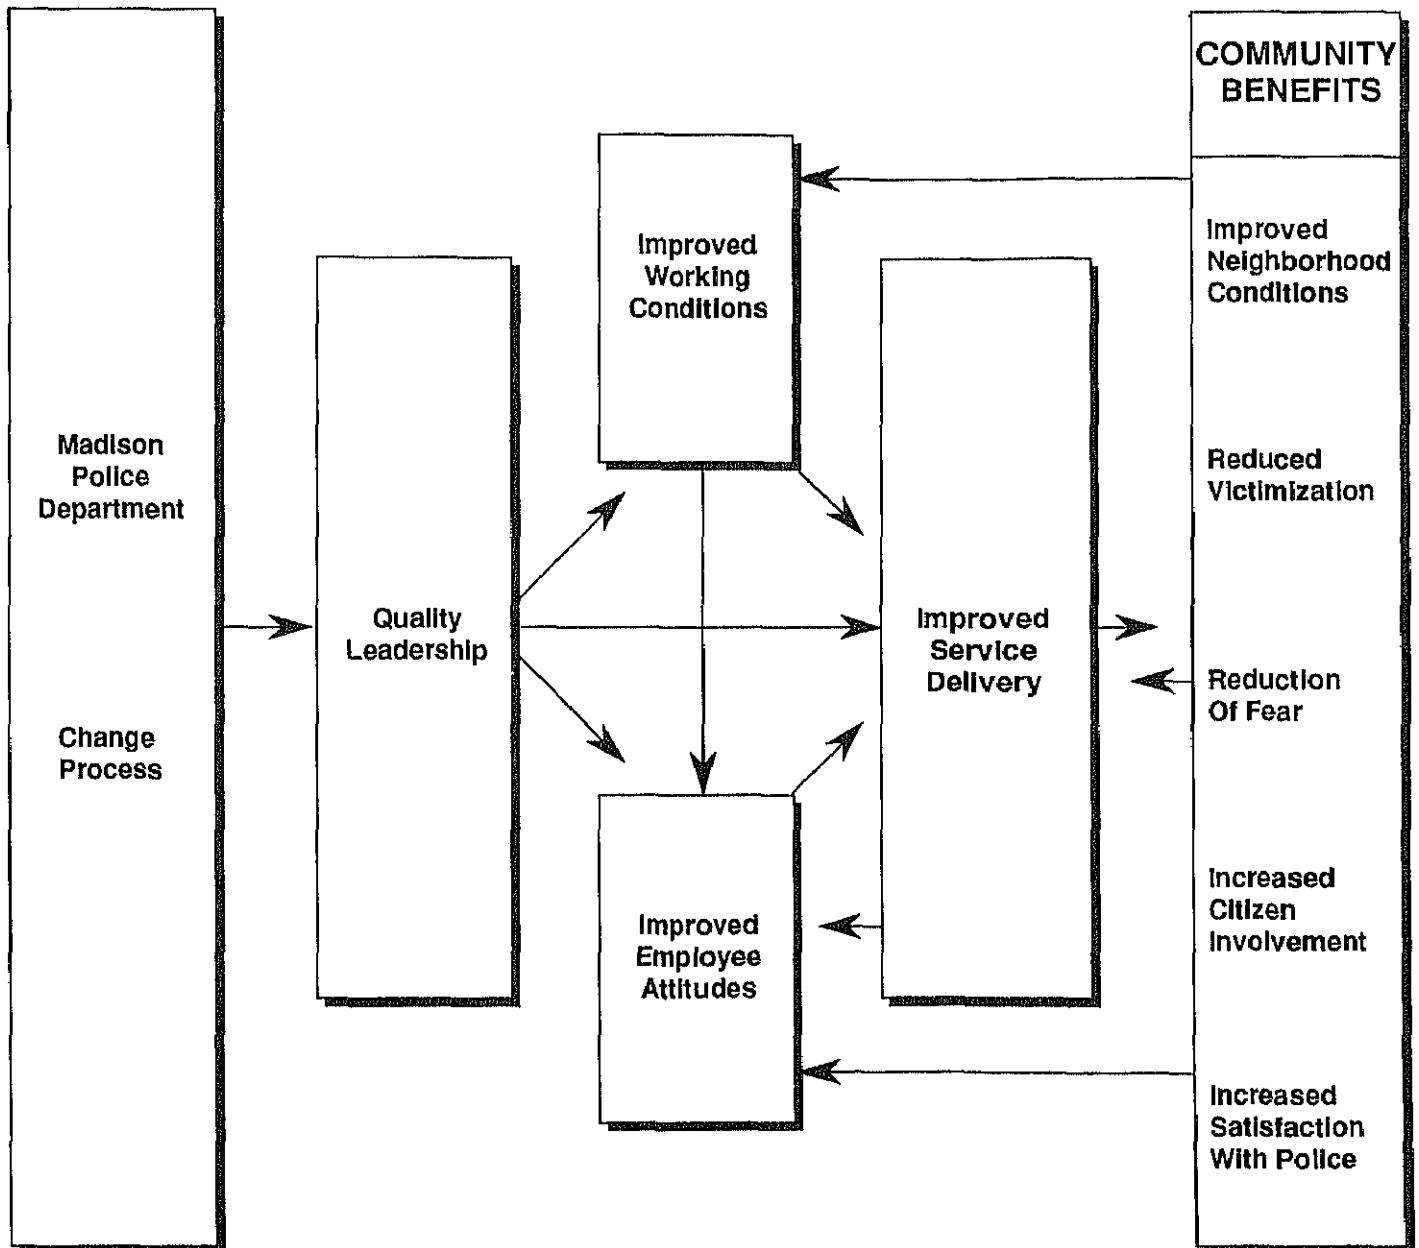 Madison
Police
Department
Change
Process
Quality
Leadership
Improved
Working
Conditions
Improved
Employee
Attitudes
Improved
Service
Delivery
COMMUNITY
BENEFITS
Improved
Neighborhood
Conditions
Reduced
Victimization
Reduction
Of Fear
Increased
Citizen
Involvement
Increased
Satisfaction
With Police